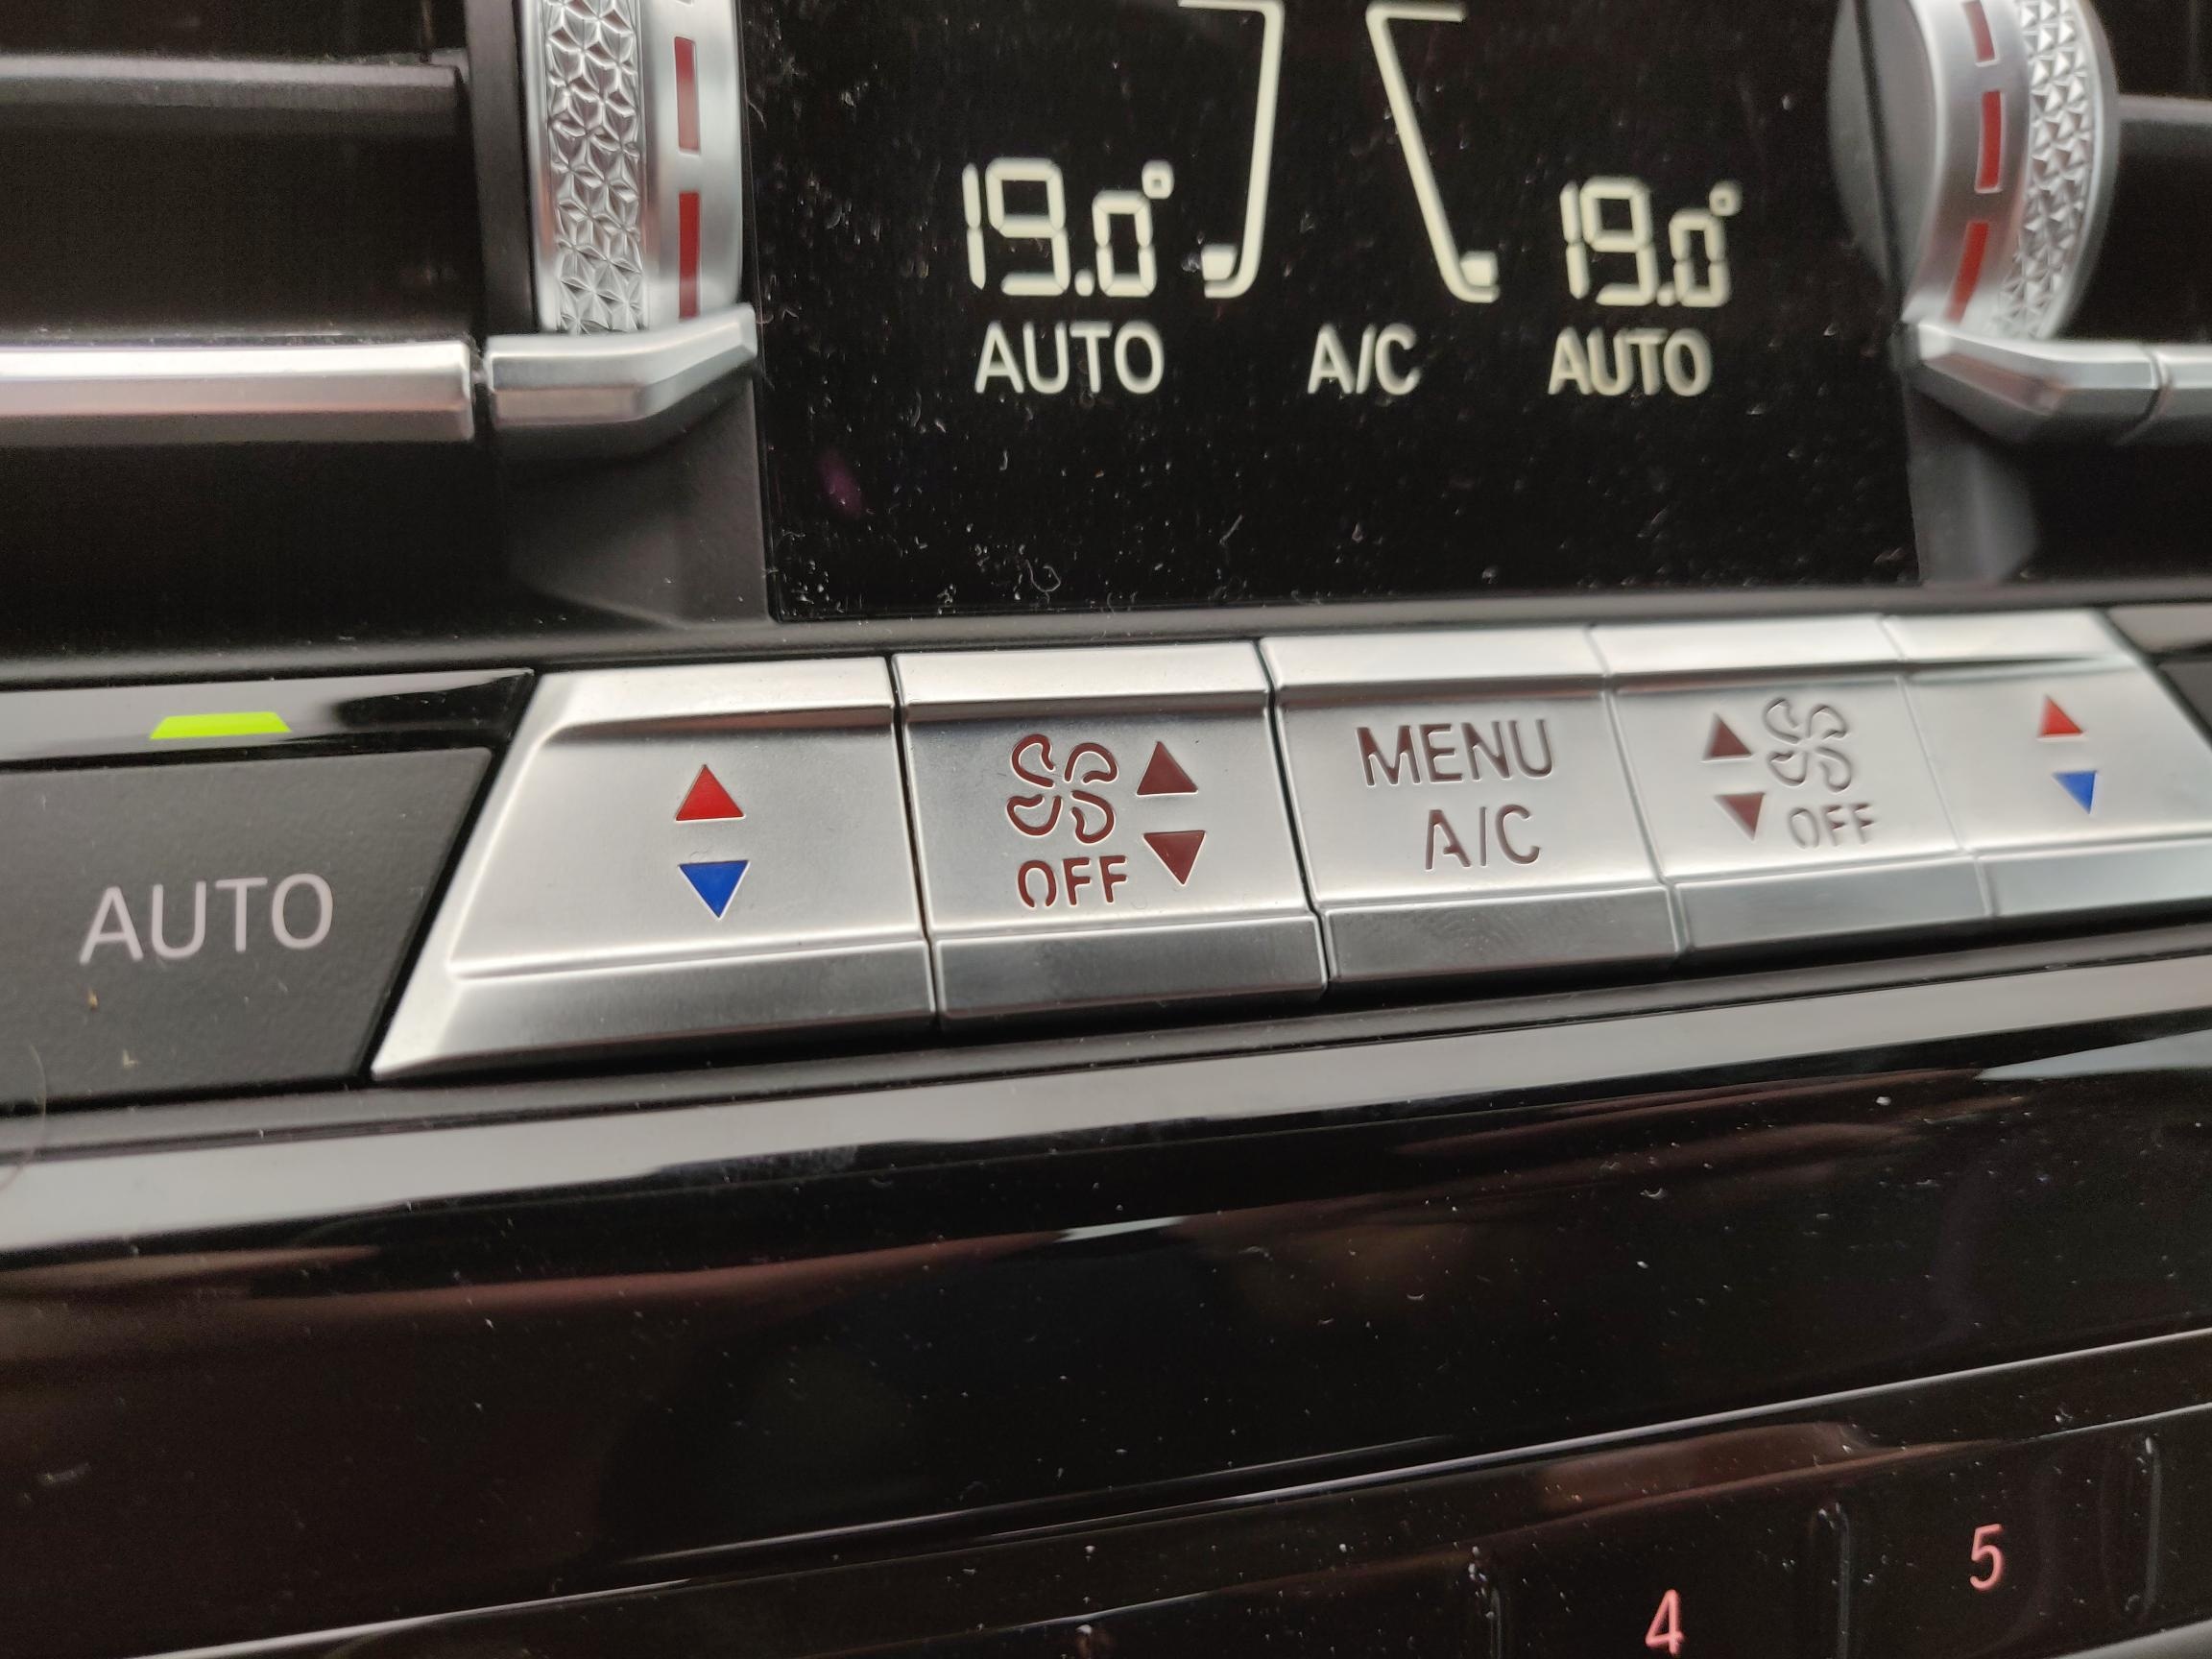 19.0° 19.0°
AUTO A/C AUTO
AUTO
OFF
MENU
A/C
OFF
4 5